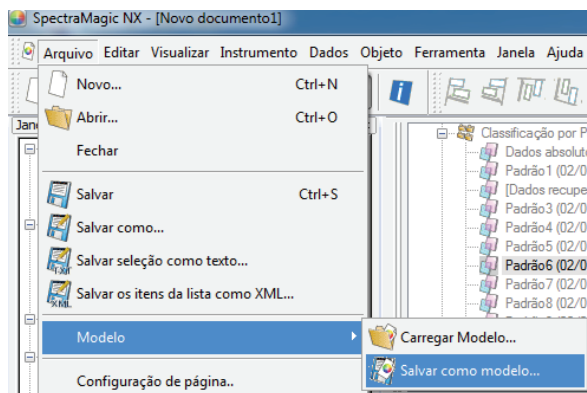 SpectraMagic NX - [Novo documento1]
Arquivo Editar Visualizar Instrumento Dados Objeto Ferramenta Janela Ajuda
Novo... Ctrl+N
Abrir... Ctrl+O
Fechar
Salvar Ctrl+S
Salvar como...
Salvar seleção como texto...
Salvar os itens da lista como XML...
Modelo
Configuração de página..
Carregar Modelo...
Salvar como modelo...
Classificação por P
Dados absolut
Padrão1 (02/0
[Dados recupe
Padrão3 (02/0
Padrão4 (02/0
Padrão5 (02/0
Padrão6 (02/0
Padrão7 (02/0
Padrão8 (02/0